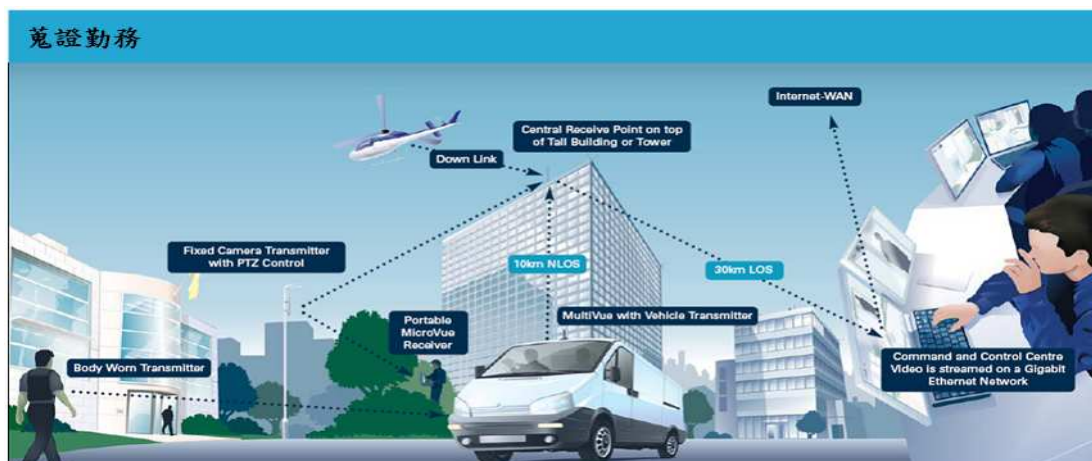 蒐證勤務
Internet-WAN
Central Receive Point on top
of Tall Building or Tower
Down Link
Fixed Camera Transmitter
with PTZ Control
10km NLOS
30km LOS
Portable
MicroVue
Receiver
MultiVue with Vehicle Transmitter
Body Worn Transmitter
Command and Control Centre
Video is streamed on a Gigabit
Ethernet Network